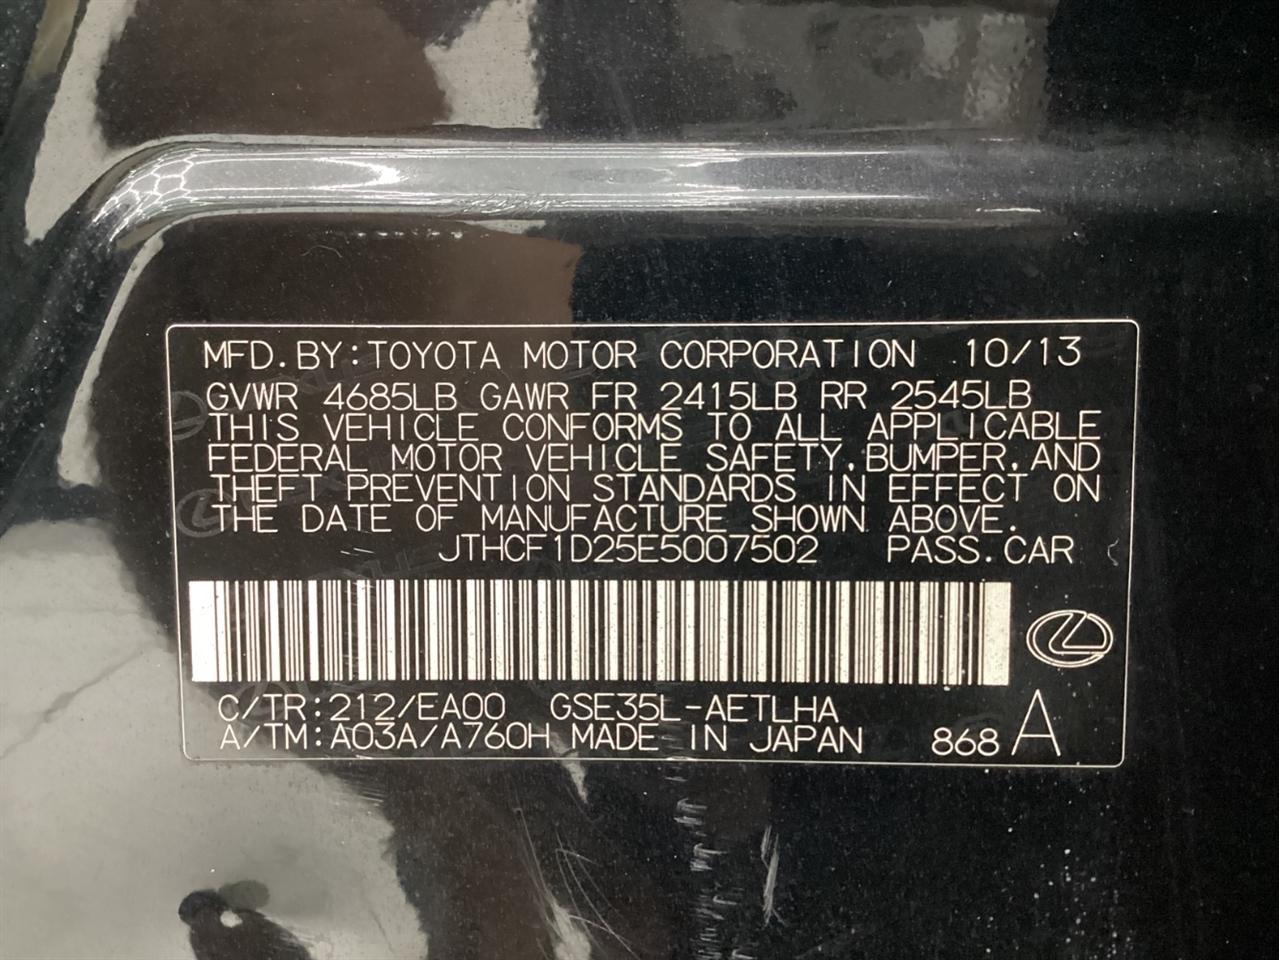 MFD.BY:TOYOTA MOTOR CORPORATION 10/13
GVWR 4685LB GAWR FR 2415LB RR 2545LB
THIS VEHICLE CONFORMS TO ALL APPLICABLE
FEDERAL MOTOR VEHICLE SAFETY,BUMPER,AND
THEFT PREVENTION STANDARDS IN EFFECT ON
THE DATE OF MANUFACTURE SHOWN ABOVE.
JTHCF1D25E5007502 PASS.CAR
C/TR:212/EA00 GSE35L-AETLHA
A/TM:A03A/A760H MADE IN JAPAN 868 A